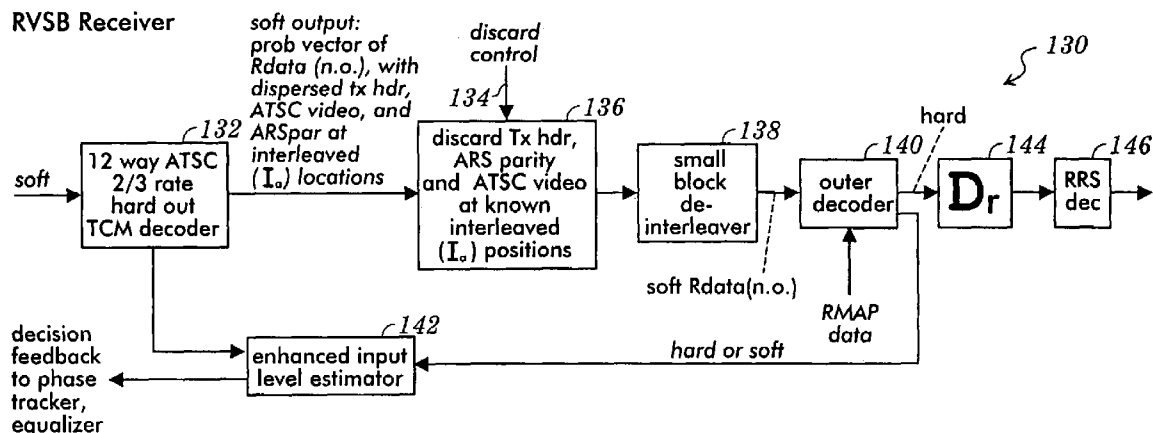 RVSB Receiver
soft output:
prob vector of
Rdata (n.o.), with
dispersed tx hdr,
ATSC video, and
ARSpar at
interleaved
(Iₐ) locations
discard
control
134
130
132
12 way ATSC
2/3 rate
hard out
TCM decoder
soft
136
discard Tx hdr,
ARS parity
and ATSC video
at known
interleaved
(Iₐ) positions
138
small
block
de-
interleaver
soft Rdata(n.o.)
140
outer
decoder
hard
144
Dr
146
RRS
dec
RMAP
data
hard or soft
142
enhanced input
level estimator
decision
feedback
to phase
tracker,
equalizer